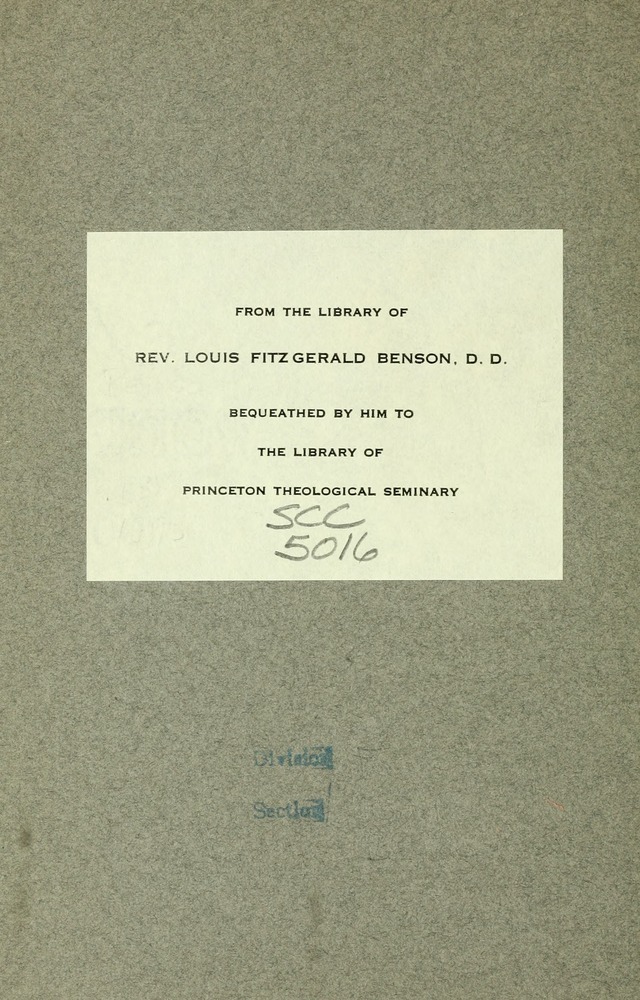 FROM THE LIBRARY OF
REV. LOUIS FITZGERALD BENSON, D. D.
BEQUEATHED BY HIM TO
THE LIBRARY OF
PRINCETON THEOLOGICAL SEMINARY
SCC
5016
Division
Section